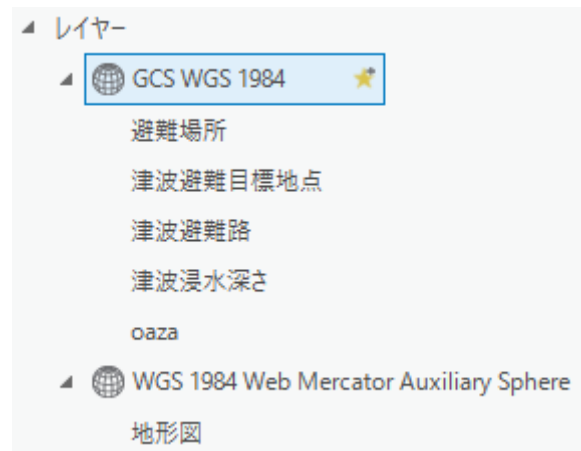 レイヤー
GCS WGS 1984
避難場所
津波避難目標地点
津波避難路
津波浸水深さ
oaza
WGS 1984 Web Mercator Auxiliary Sphere
地形図